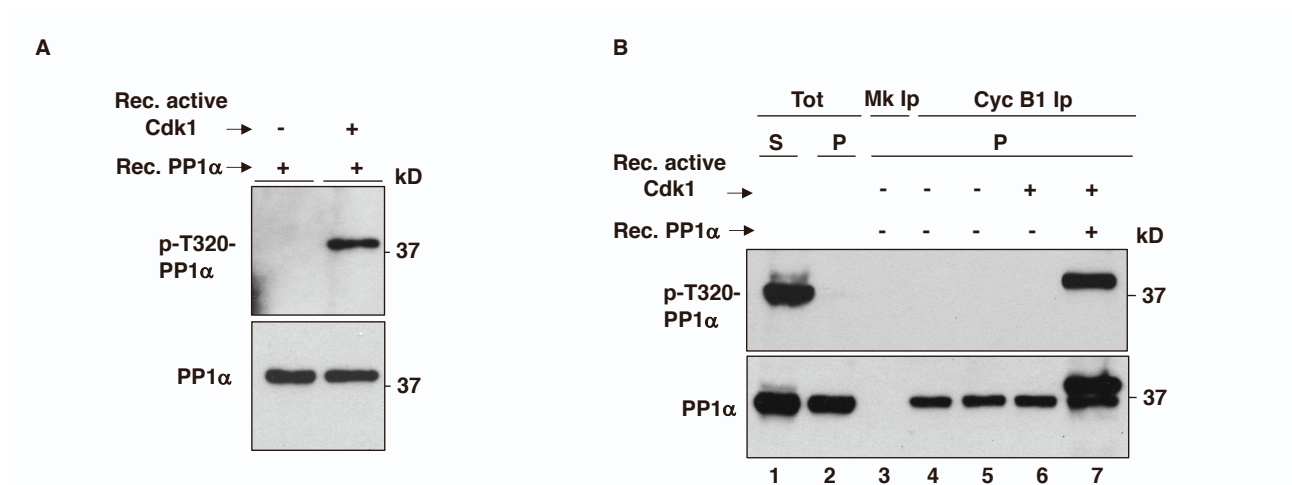 A
Rec. active
Cdk1 → - +
Rec. PP1α → + +
kD
p-T320-
PP1α
37
PP1α
37
B
Tot Mk Ip Cyc B1 Ip
S P P
Rec. active
Cdk1 → - - - + +
Rec. PP1α → - - - - +
kD
p-T320-
PP1α
37
PP1α
37
1 2 3 4 5 6 7